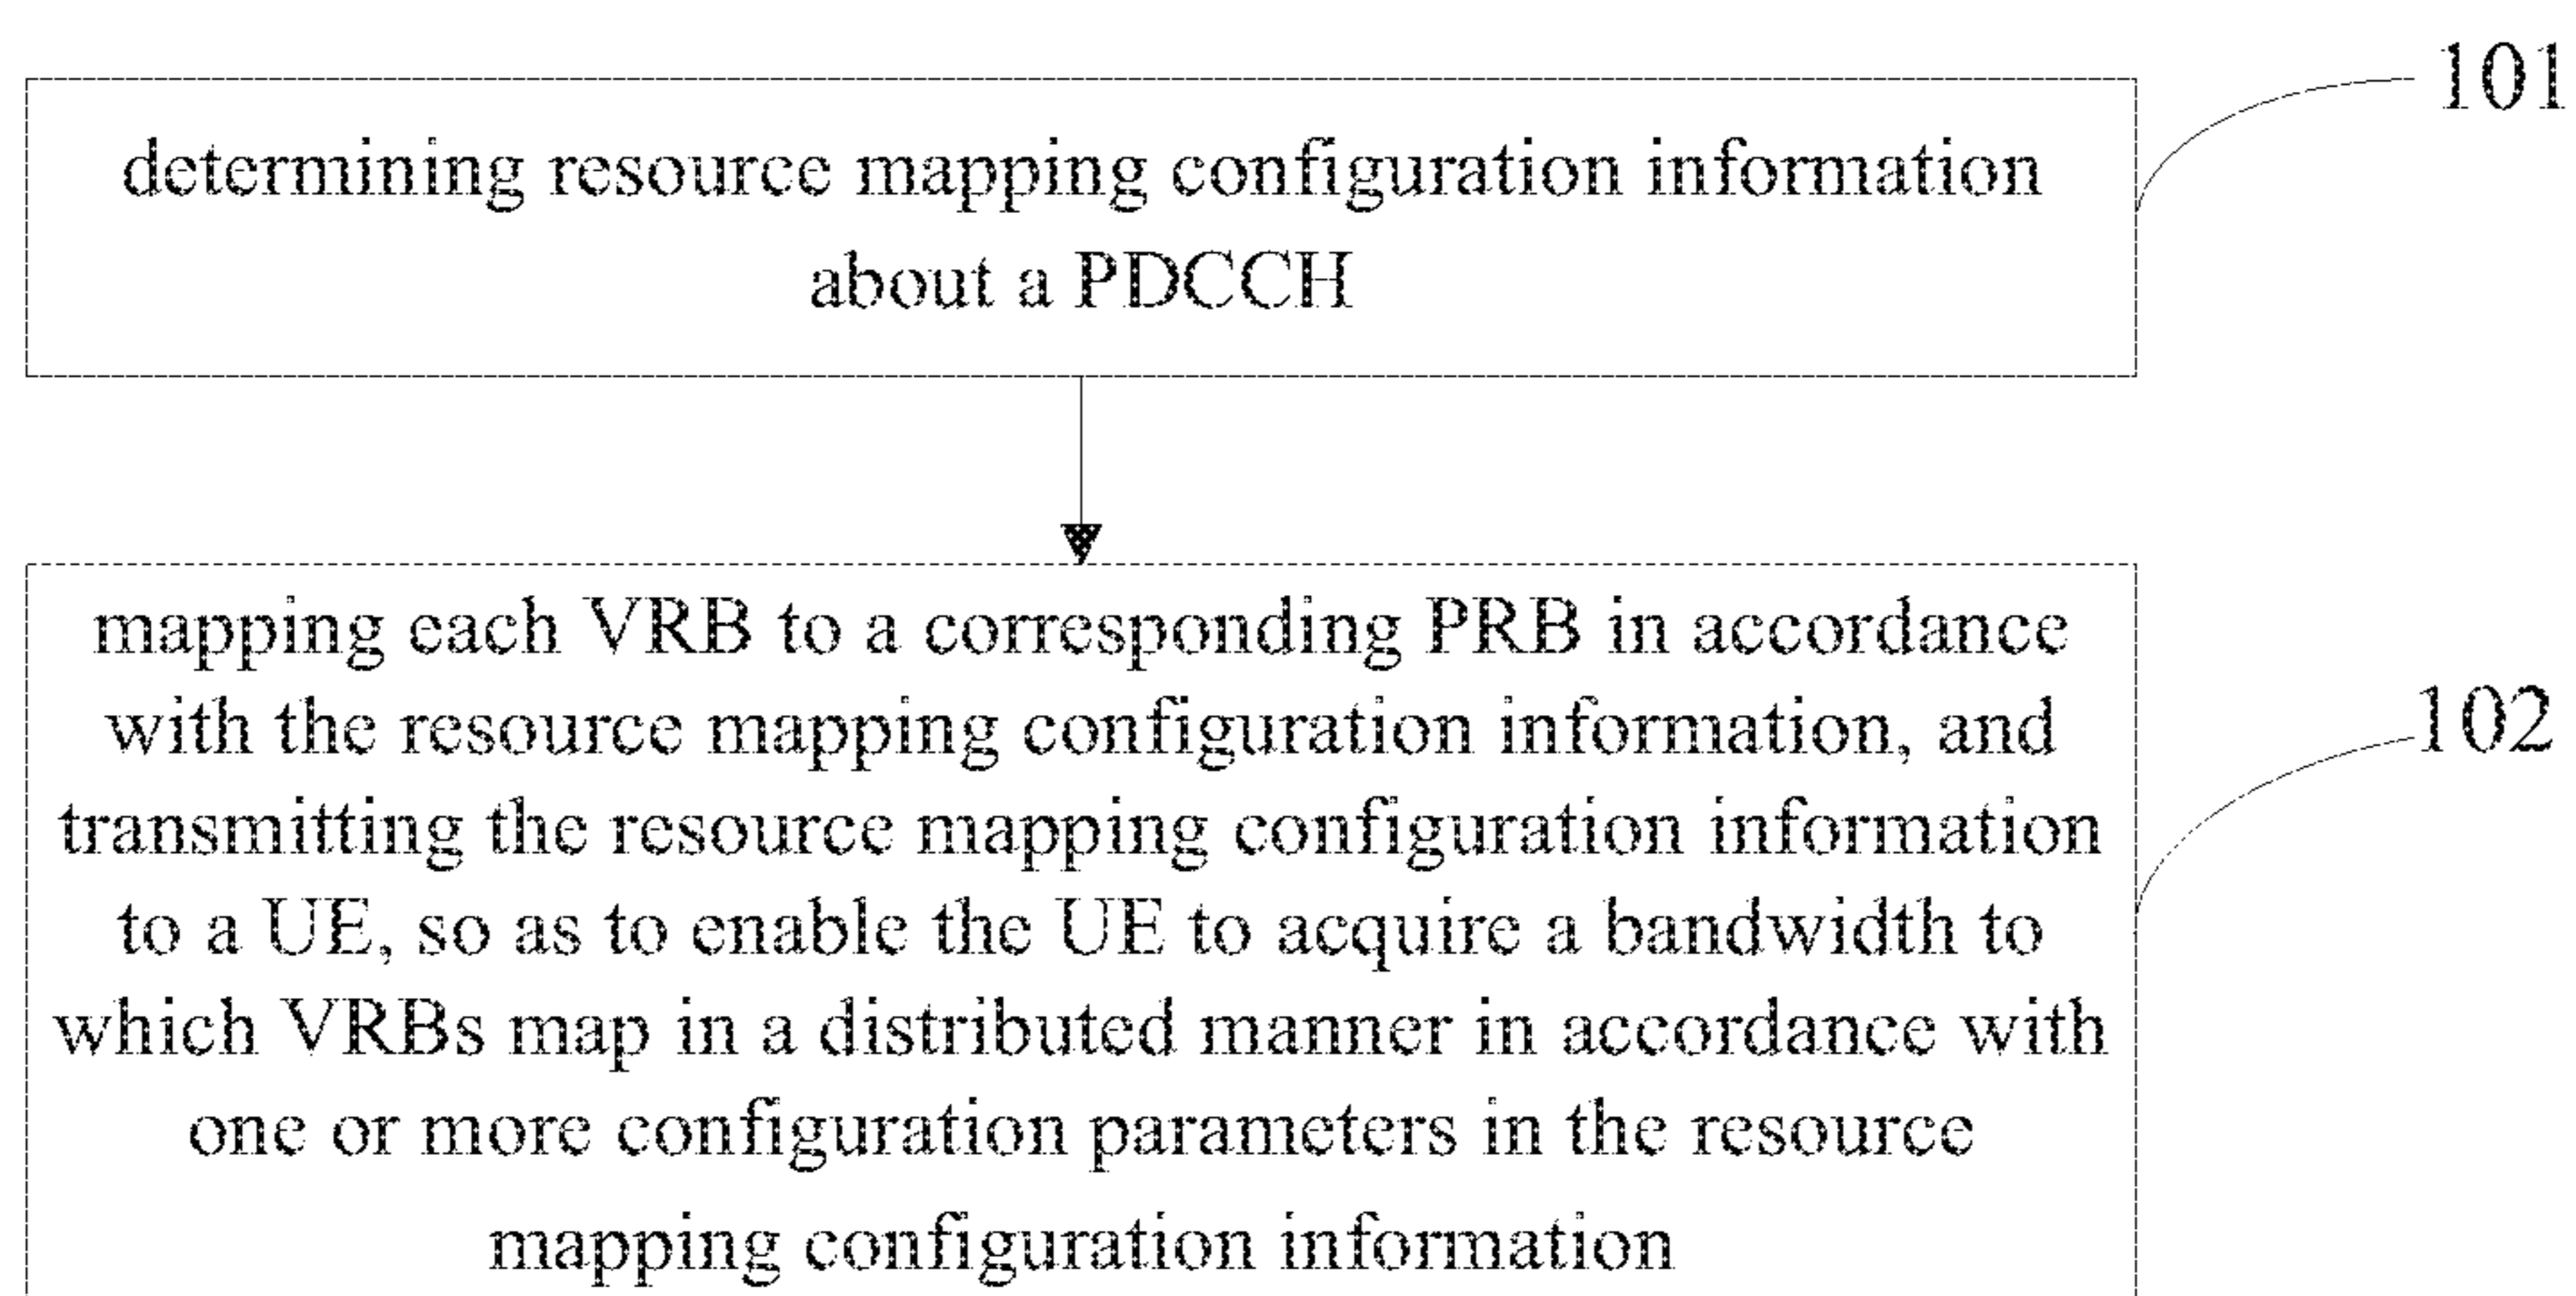 101
determining resource mapping configuration information
about a PDCCH
mapping each VRB to a corresponding PRB in accordance
with the resource mapping configuration information, and
102
transmitting the resource mapping configuration information
to a UE, so as to enable the UE to acquire a bandwidth to
which VRBs map in a distributed manner in accordance with
one or more configuration parameters in the resource
mapping configuration information